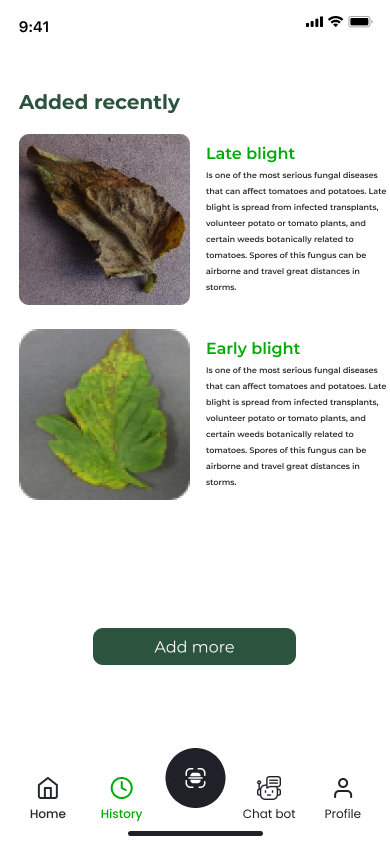 9:41
Added recently
Late blight
Is one of the most serious fungal diseases
that can affect tomatoes and potatoes. Late
blight is spread from infected transplants,
volunteer potato or tomato plants, and
certain weeds botanically related to
tomatoes. Spores of this fungus can be
airborne and travel great distances in
storms.
Early blight
Is one of the most serious fungal diseases
that can affect tomatoes and potatoes. Late
blight is spread from infected transplants,
volunteer potato or tomato plants, and
certain weeds botanically related to
tomatoes. Spores of this fungus can be
airborne and travel great distances in
storms.
Add more
Home
History
Chat bot
Profile